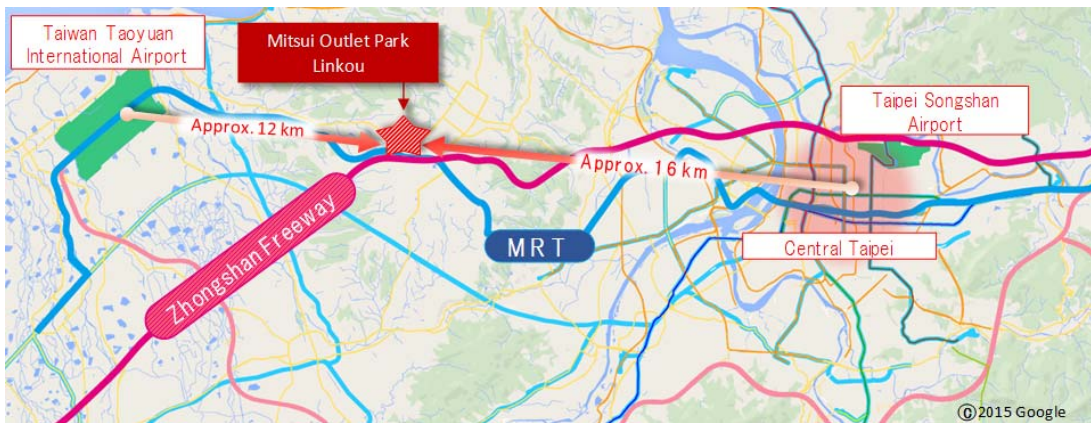 Taiwan Taoyuan
International Airport
Mitsui Outlet Park
Linkou
Taipei Songshan
Airport
Approx. 12 km
Approx. 16 km
Zhongshan Freeway
MRT
Central Taipei
©2015 Google